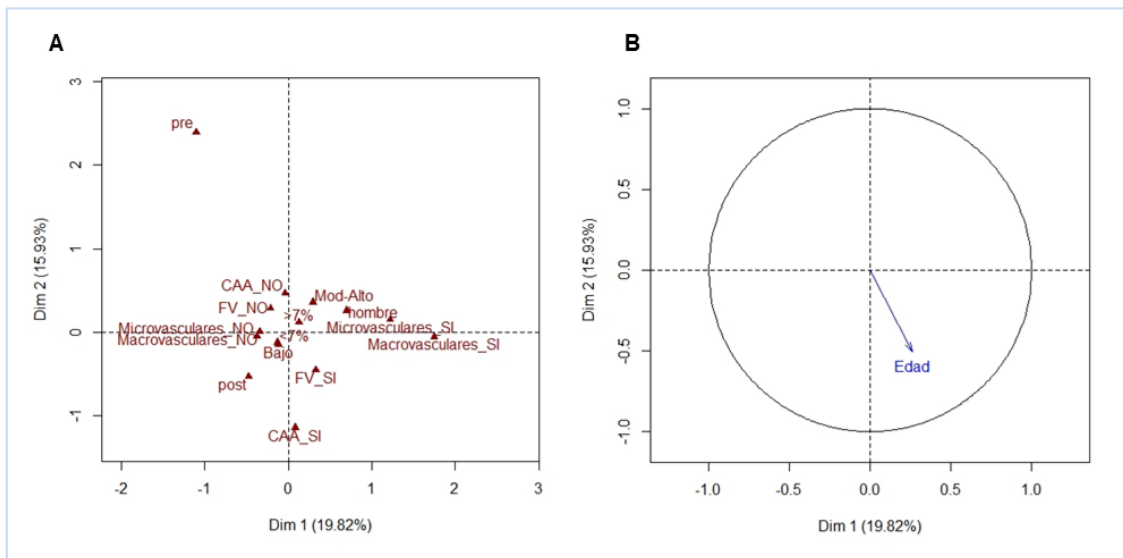 A
B
3
2
1
0
-1
-2
-1
0
1
2
3
Dim 2 (15.93%)
Dim 1 (19.82%)
pre
CAA_NO
Mod-Alto
FV_NO
>7%
hombre
Microvasculares_NO
Microvasculares_SI
Macrovasculares_NO
<7%
Macrovasculares_SI
Bajo
post
FV_SI
CAA_SI
1.0
0.5
0.0
-0.5
-1.0
-1.0
-0.5
0.0
0.5
1.0
Dim 2 (15.93%)
Dim 1 (19.82%)
Edad